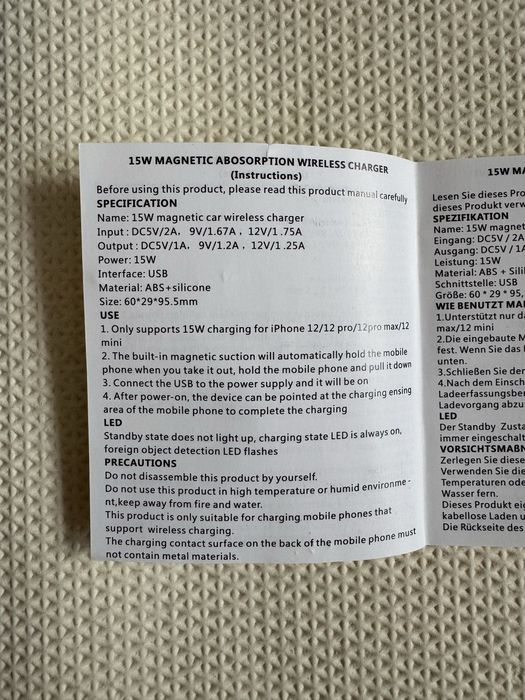 15W MAGNETIC ABOSORPTION WIRELESS CHARGER
(Instructions)
Before using this product, please read this product manual carefully
SPECIFICATION
Name: 15W magnetic car wireless charger
Input : DC5V/2A, 9V/1.67A , 12V/1.75A
Output : DC5V/1A, 9V/1.2A , 12V/1.25A
Power: 15W
Interface: USB
Material: ABS+silicone
Size: 60*29*95.5mm
USE
1. Only supports 15W charging for iPhone 12/12 pro/12pro max/12
mini
2. The built-in magnetic suction will automatically hold the mobile
phone when you take it out, hold the mobile phone and pull it down
3. Connect the USB to the power supply and it will be on
4. After power-on, the device can be pointed at the charging ensing
area of the mobile phone to complete the charging
LED
Standby state does not light up, charging state LED is always on,
foreign object detection LED flashes
PRECAUTIONS
Do not disassemble this product by yourself.
Do not use this product in high temperature or humid environme -
nt,keep away from fire and water.
This product is only suitable for charging mobile phones that
support wireless charging.
The charging contact surface on the back of the mobile phone must
not contain metal materials.
15W MA
Lesen Sie dieses Pro
dieses Produkt verw
SPEZIFIKATION
Name: 15W magnet
Eingang: DC5V / 2A
Ausgang: DC5V / 1A
Leistung: 15W
Material: ABS + Sili
Schnittstelle: USB
Größe: 60 * 29 * 95,
WIE BENUTZT MA
1.Unterstützt nur da
max/12 mini
2.Die eingebaute M
fest. Wenn Sie das
unten.
3.Schließen Sie der
4.Nach dem Einsch
Ladeerfassungsber
Ladevorgang abzu
LED
Der Standby Zusta
immer eingeschalt
VORSICHTSMAßN
Zerlegen Sie diese
Verwenden Sie die
Temperaturen ode
Wasser fern.
Dieses Produkt eig
kabellose Laden u
Die Rückseite des